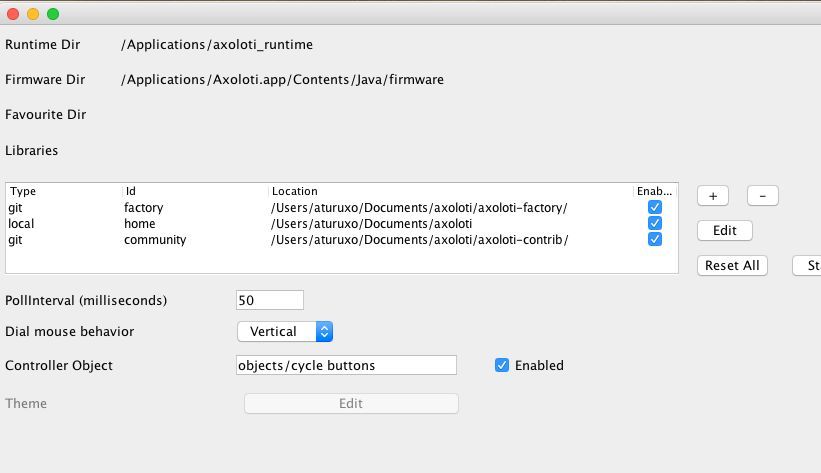 Runtime Dir /Applications/axoloti_runtime
Firmware Dir /Applications/Axoloti.app/Contents/Java/firmware
Favourite Dir
Libraries
Type Id Location Enab...
git factory /Users/aturuxo/Documents/axoloti/axoloti-factory/
local home /Users/aturuxo/Documents/axoloti
git community /Users/aturuxo/Documents/axoloti/axoloti-contrib/
+ -
Edit
Reset All St
PollInterval (milliseconds) 50
Dial mouse behavior Vertical
Controller Object objects/cycle buttons Enabled
Theme Edit